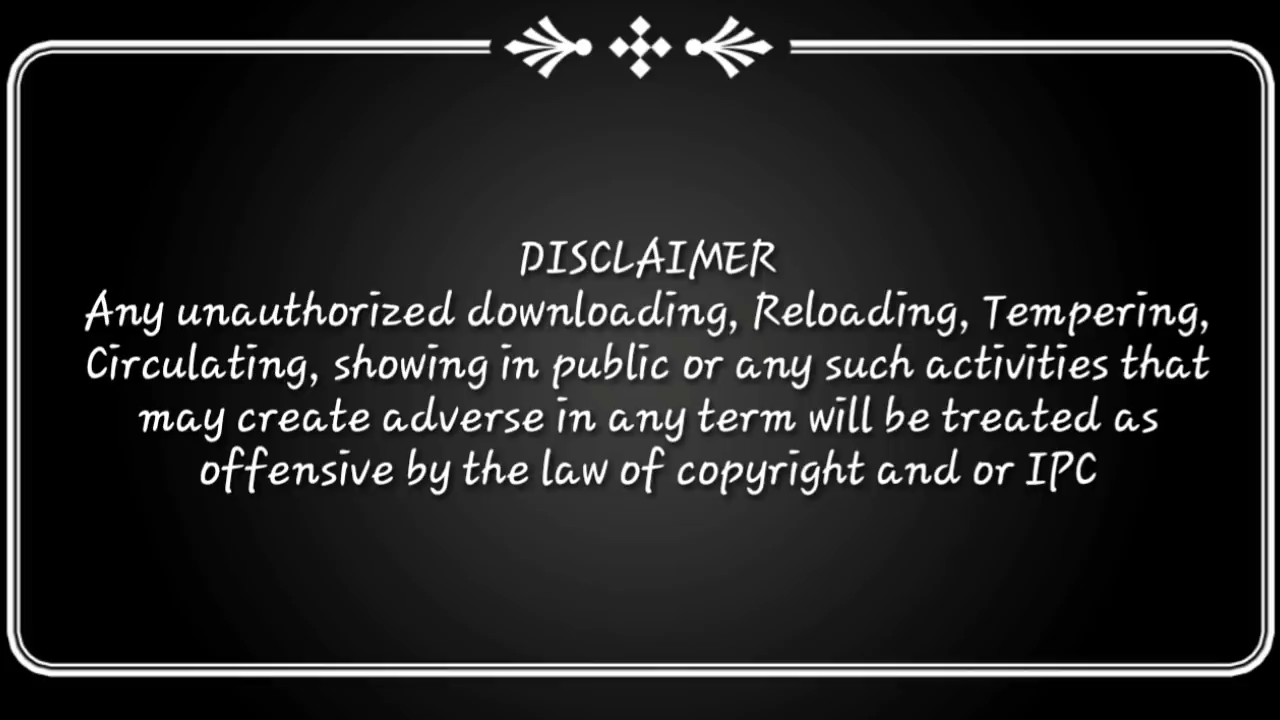 DISCLAIMER
Any unauthorized downloading, Reloading, Tempering,
Circulating, showing in public or any such activities that
may create adverse in any term will be treated as
offensive by the law of copyright and or IPC